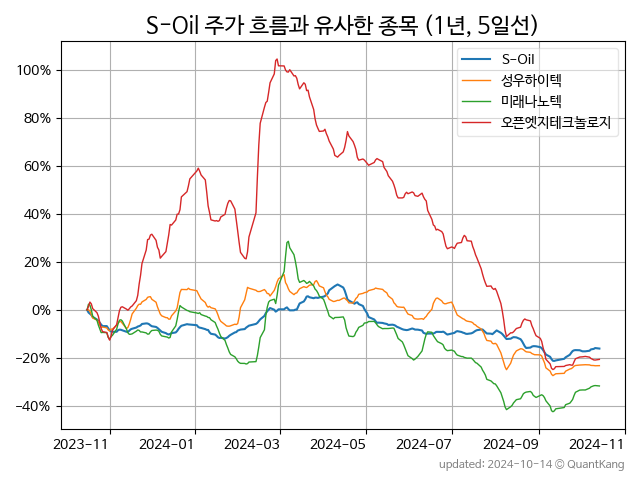 S-Oil 주가 흐름과 유사한 종목 (1년, 5일선)
S-Oil
성우하이텍
미래나노텍
오픈엣지테크놀로지
100%
80%
60%
40%
20%
0%
−20%
−40%
2023-11
2024-01
2024-03
2024-05
2024-07
2024-09
2024-11
updated: 2024-10-14 © QuantKang